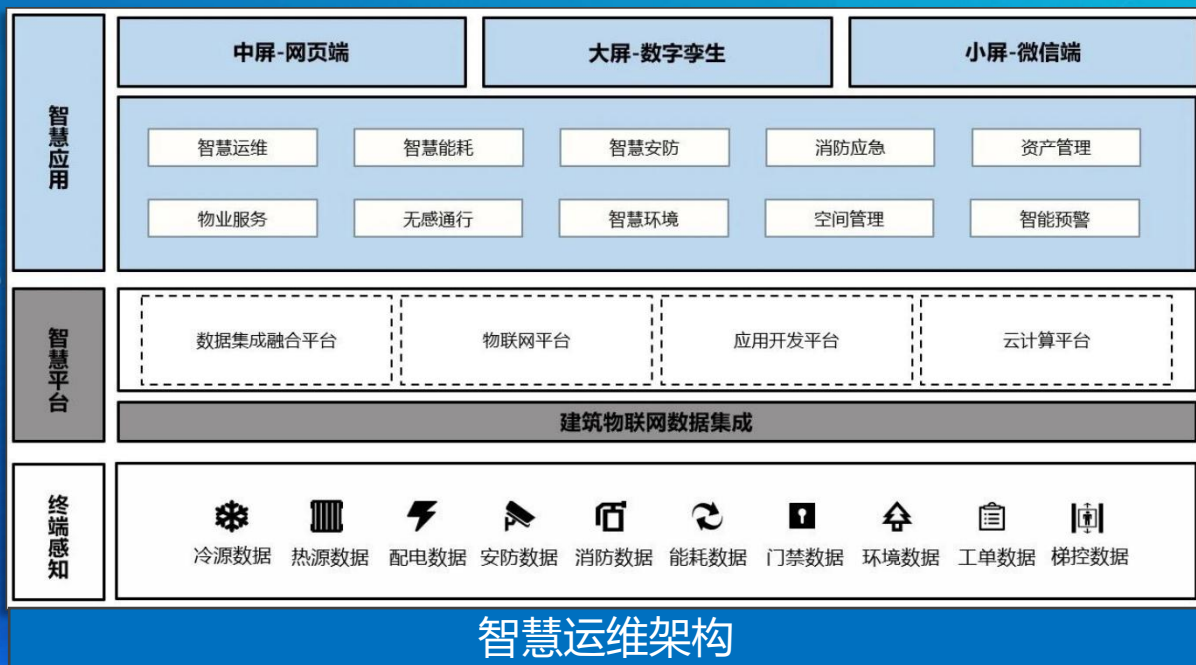 中屏-网页端
大屏-数字孪生
小屏-微信端
智慧应用
智慧运维
智慧能耗
智慧安防
消防应急
资产管理
物业服务
无感通行
智慧环境
空间管理
智能预警
智慧平台
数据集成融合平台
物联网平台
应用开发平台
云计算平台
建筑物联网数据集成
终端感知
冷源数据
热源数据
配电数据
安防数据
消防数据
能耗数据
门禁数据
环境数据
工单数据
梯控数据
智慧运维架构